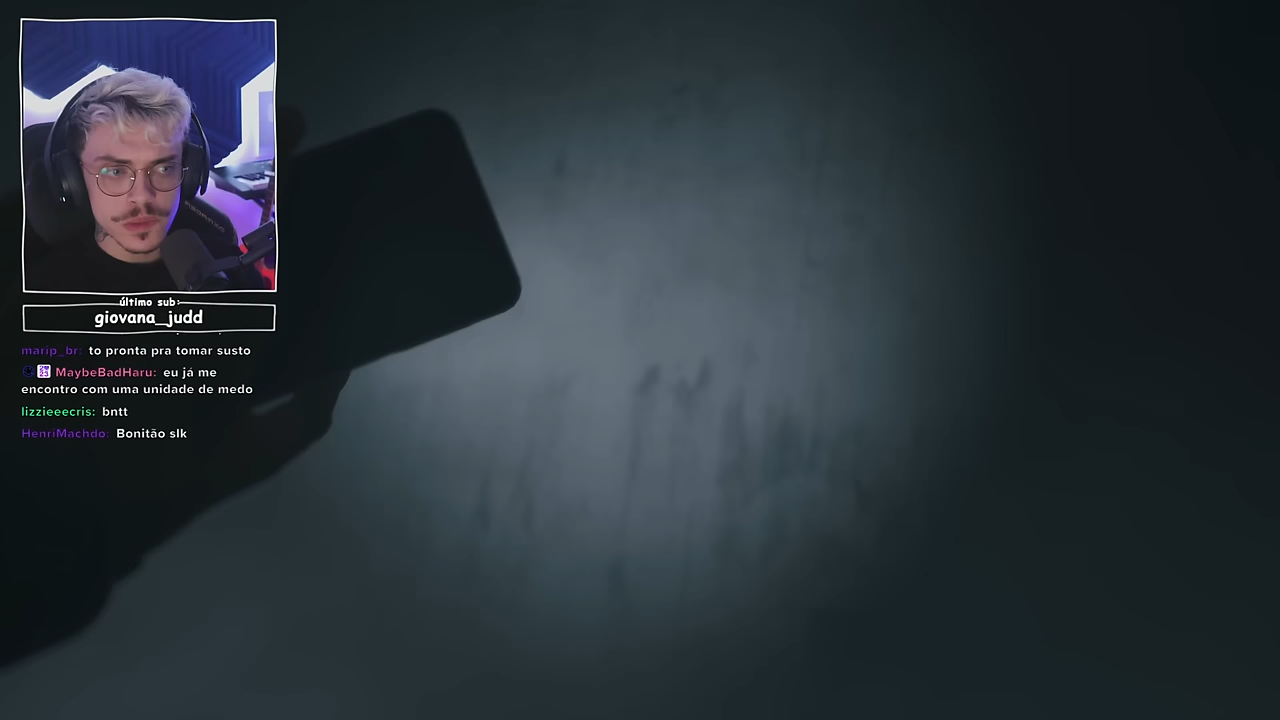 último sub:
giovana_judd
marip_br: to pronta pra tomar susto
MaybeBadHaru: eu já me
encontro com uma unidade de medo
lizzieeecris: bntt
HenriMachdo: Bonitão slk